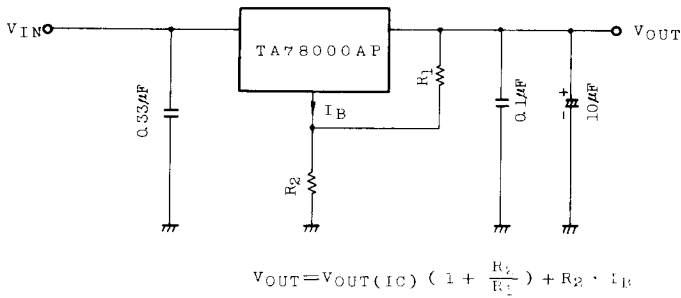 VIN
TA78000AP
VOUT
R1
IB
0.33μF
0.1μF
+
10μF
-
R2
VOUT=VOUT(IC) (1 + R2/R1) + R2 · IB